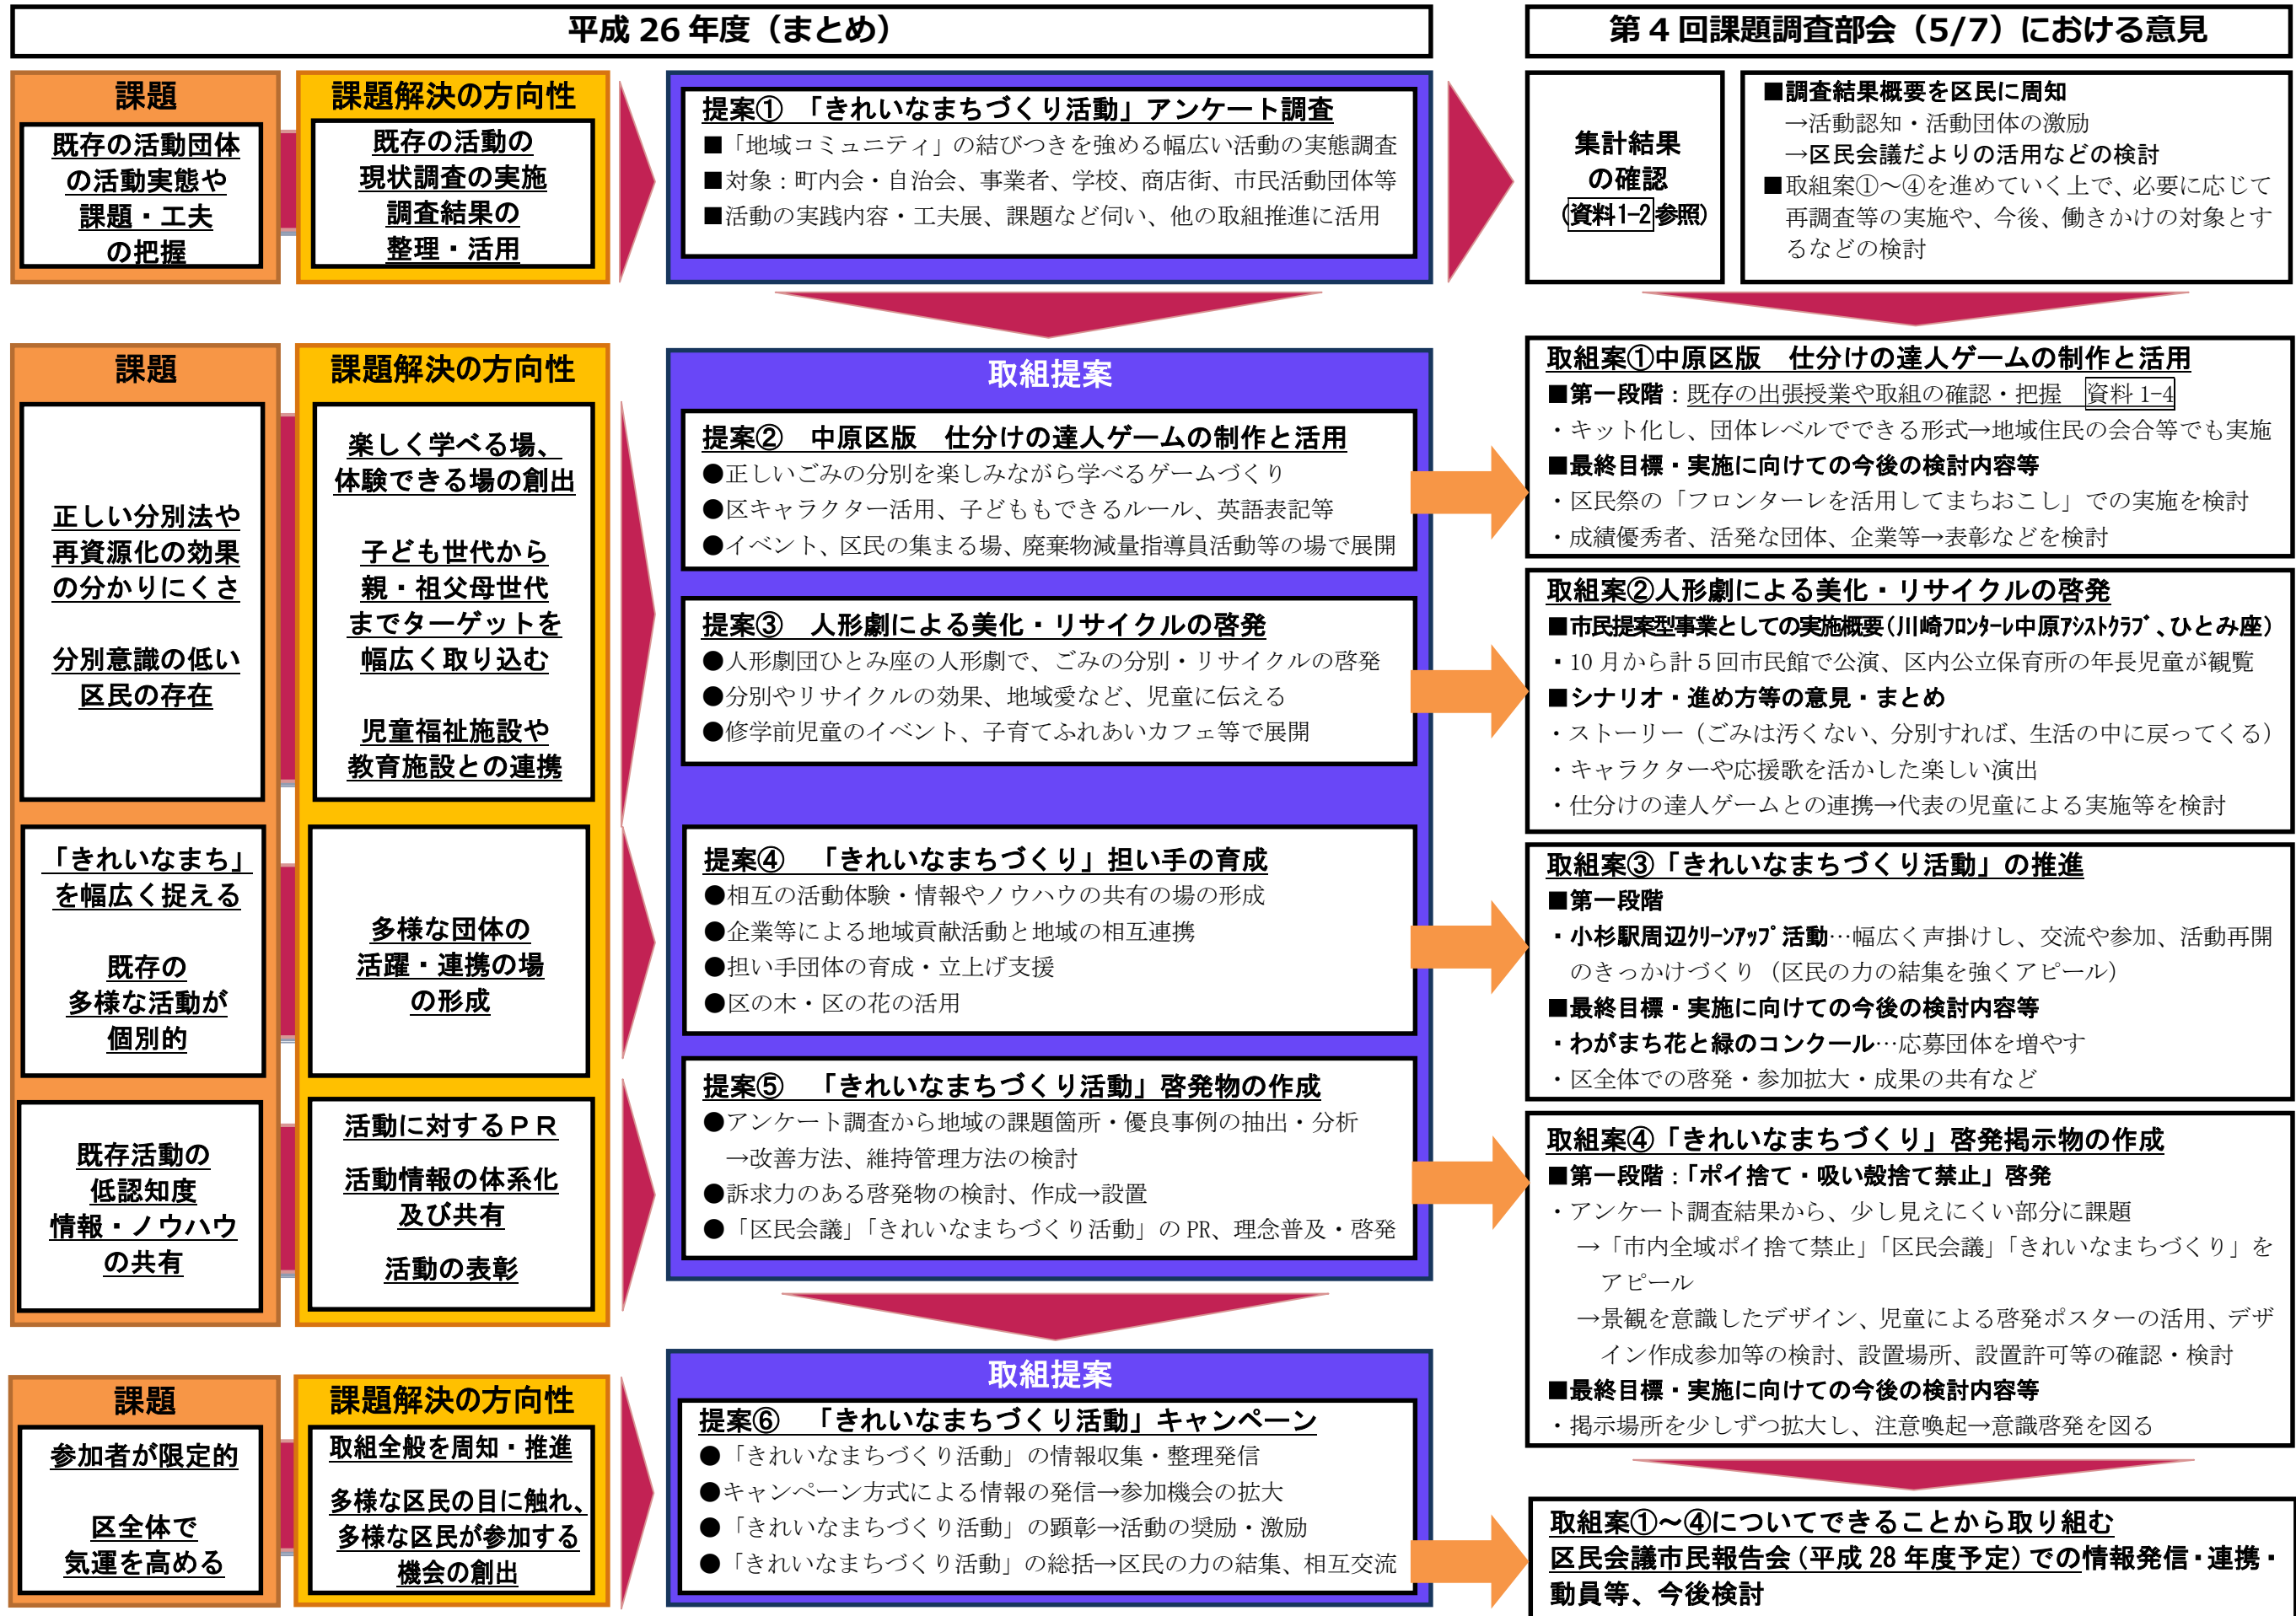 平成 26 年度（まとめ）
第 4 回課題調査部会（5/7）における意見
課題
既存の活動団体
の活動実態や
課題・工夫
の把握
課題解決の方向性
既存の活動の
現状調査の実施
調査結果の
整理・活用
提案① 「きれいなまちづくり活動」アンケート調査
■「地域コミュニティ」の結びつきを強める幅広い活動の実態調査
■対象：町内会・自治会、事業者、学校、商店街、市民活動団体等
■活動の実践内容・工夫展、課題など伺い、他の取組推進に活用
集計結果
の確認
（資料1-2参照）
■調査結果概要を区民に周知
→活動認知・活動団体の激励
→区民会議だよりの活用などの検討
■取組案①～④を進めていく上で、必要に応じて
再調査等の実施や、今後、働きかけの対象とす
るなどの検討
課題
正しい分別法や
再資源化の効果
の分かりにくさ
分別意識の低い
区民の存在
「きれいなまち」
を幅広く捉える
既存の
多様な活動が
個別的
既存活動の
低認知度
情報・ノウハウ
の共有
課題解決の方向性
楽しく学べる場、
体験できる場の創出
子ども世代から
親・祖父母世代
までターゲットを
幅広く取り込む
児童福祉施設や
教育施設との連携
多様な団体の
活躍・連携の場
の形成
活動に対するＰＲ
活動情報の体系化
及び共有
活動の表彰
取組提案
提案②　中原区版　仕分けの達人ゲームの制作と活用
●正しいごみの分別を楽しみながら学べるゲームづくり
●区キャラクター活用、子どももできるルール、英語表記等
●イベント、区民の集まる場、廃棄物減量指導員活動等の場で展開
提案③　人形劇による美化・リサイクルの啓発
●人形劇団ひとみ座の人形劇で、ごみの分別・リサイクルの啓発
●分別やリサイクルの効果、地域愛など、児童に伝える
●修学前児童のイベント、子育てふれあいカフェ等で展開
提案④　「きれいなまちづくり」担い手の育成
●相互の活動体験・情報やノウハウの共有の場の形成
●企業等による地域貢献活動と地域の相互連携
●担い手団体の育成・立上げ支援
●区の木・区の花の活用
提案⑤　「きれいなまちづくり活動」啓発物の作成
●アンケート調査から地域の課題箇所・優良事例の抽出・分析
→改善方法、維持管理方法の検討
●訴求力のある啓発物の検討、作成→設置
●「区民会議」「きれいなまちづくり活動」の PR、理念普及・啓発
取組案①中原区版　仕分けの達人ゲームの制作と活用
■第一段階：既存の出張授業や取組の確認・把握　資料 1-4
・キット化し、団体レベルでできる形式→地域住民の会合等でも実施
■最終目標・実施に向けての今後の検討内容等
・区民祭の「フロンターレを活用してまちおこし」での実施を検討
・成績優秀者、活発な団体、企業等→表彰などを検討
取組案②人形劇による美化・リサイクルの啓発
■市民提案型事業としての実施概要（川崎ﾌﾛﾝﾀｰﾚ中原ｱｼｽﾄｸﾗﾌﾞ、ひとみ座）
・10 月から計５回市民館で公演、区内公立保育所の年長児童が観覧
■シナリオ・進め方等の意見・まとめ
・ストーリー（ごみは汚くない、分別すれば、生活の中に戻ってくる）
・キャラクターや応援歌を活かした楽しい演出
・仕分けの達人ゲームとの連携→代表の児童による実施等を検討
取組案③「きれいなまちづくり活動」の推進
■第一段階
・小杉駅周辺ｸﾘｰﾝｱｯﾌﾟ活動…幅広く声掛けし、交流や参加、活動再開
のきっかけづくり（区民の力の結集を強くアピール）
■最終目標・実施に向けての今後の検討内容等
・わがまち花と緑のコンクール…応募団体を増やす
・区全体での啓発・参加拡大・成果の共有など
取組案④「きれいなまちづくり」啓発掲示物の作成
■第一段階：「ポイ捨て・吸い殻捨て禁止」啓発
・アンケート調査結果から、少し見えにくい部分に課題
→「市内全域ポイ捨て禁止」「区民会議」「きれいなまちづくり」を
アピール
→景観を意識したデザイン、児童による啓発ポスターの活用、デザ
イン作成参加等の検討、設置場所、設置許可等の確認・検討
■最終目標・実施に向けての今後の検討内容等
・掲示場所を少しずつ拡大し、注意喚起→意識啓発を図る
課題
参加者が限定的
区全体で
気運を高める
課題解決の方向性
取組全般を周知・推進
多様な区民の目に触れ、
多様な区民が参加する
機会の創出
取組提案
提案⑥　「きれいなまちづくり活動」キャンペーン
●「きれいなまちづくり活動」の情報収集・整理発信
●キャンペーン方式による情報の発信→参加機会の拡大
●「きれいなまちづくり活動」の顕彰→活動の奨励・激励
●「きれいなまちづくり活動」の総括→区民の力の結集、相互交流
取組案①～④についてできることから取り組む
区民会議市民報告会（平成 28 年度予定）での情報発信・連携・
動員等、今後検討